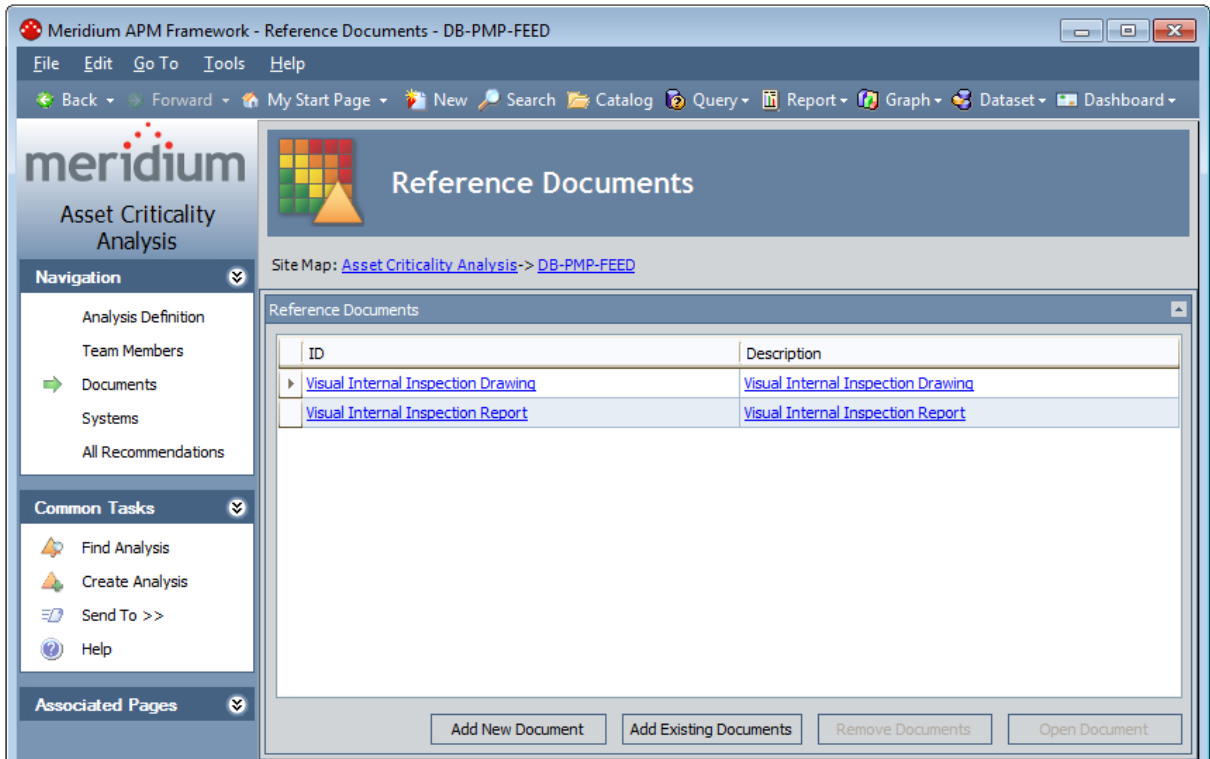 Meridium APM Framework - Reference Documents - DB-PMP-FEED
File Edit Go To Tools Help
Back Forward My Start Page New Search Catalog Query Report Graph Dataset Dashboard
meridium
Asset Criticality
Analysis
Reference Documents
Site Map: Asset Criticality Analysis-> DB-PMP-FEED
Navigation
Analysis Definition
Team Members
Documents
Systems
All Recommendations
Common Tasks
Find Analysis
Create Analysis
Send To >>
Help
Associated Pages
Reference Documents
ID Description
Visual Internal Inspection Drawing Visual Internal Inspection Drawing
Visual Internal Inspection Report Visual Internal Inspection Report
Add New Document Add Existing Documents Remove Documents Open Document